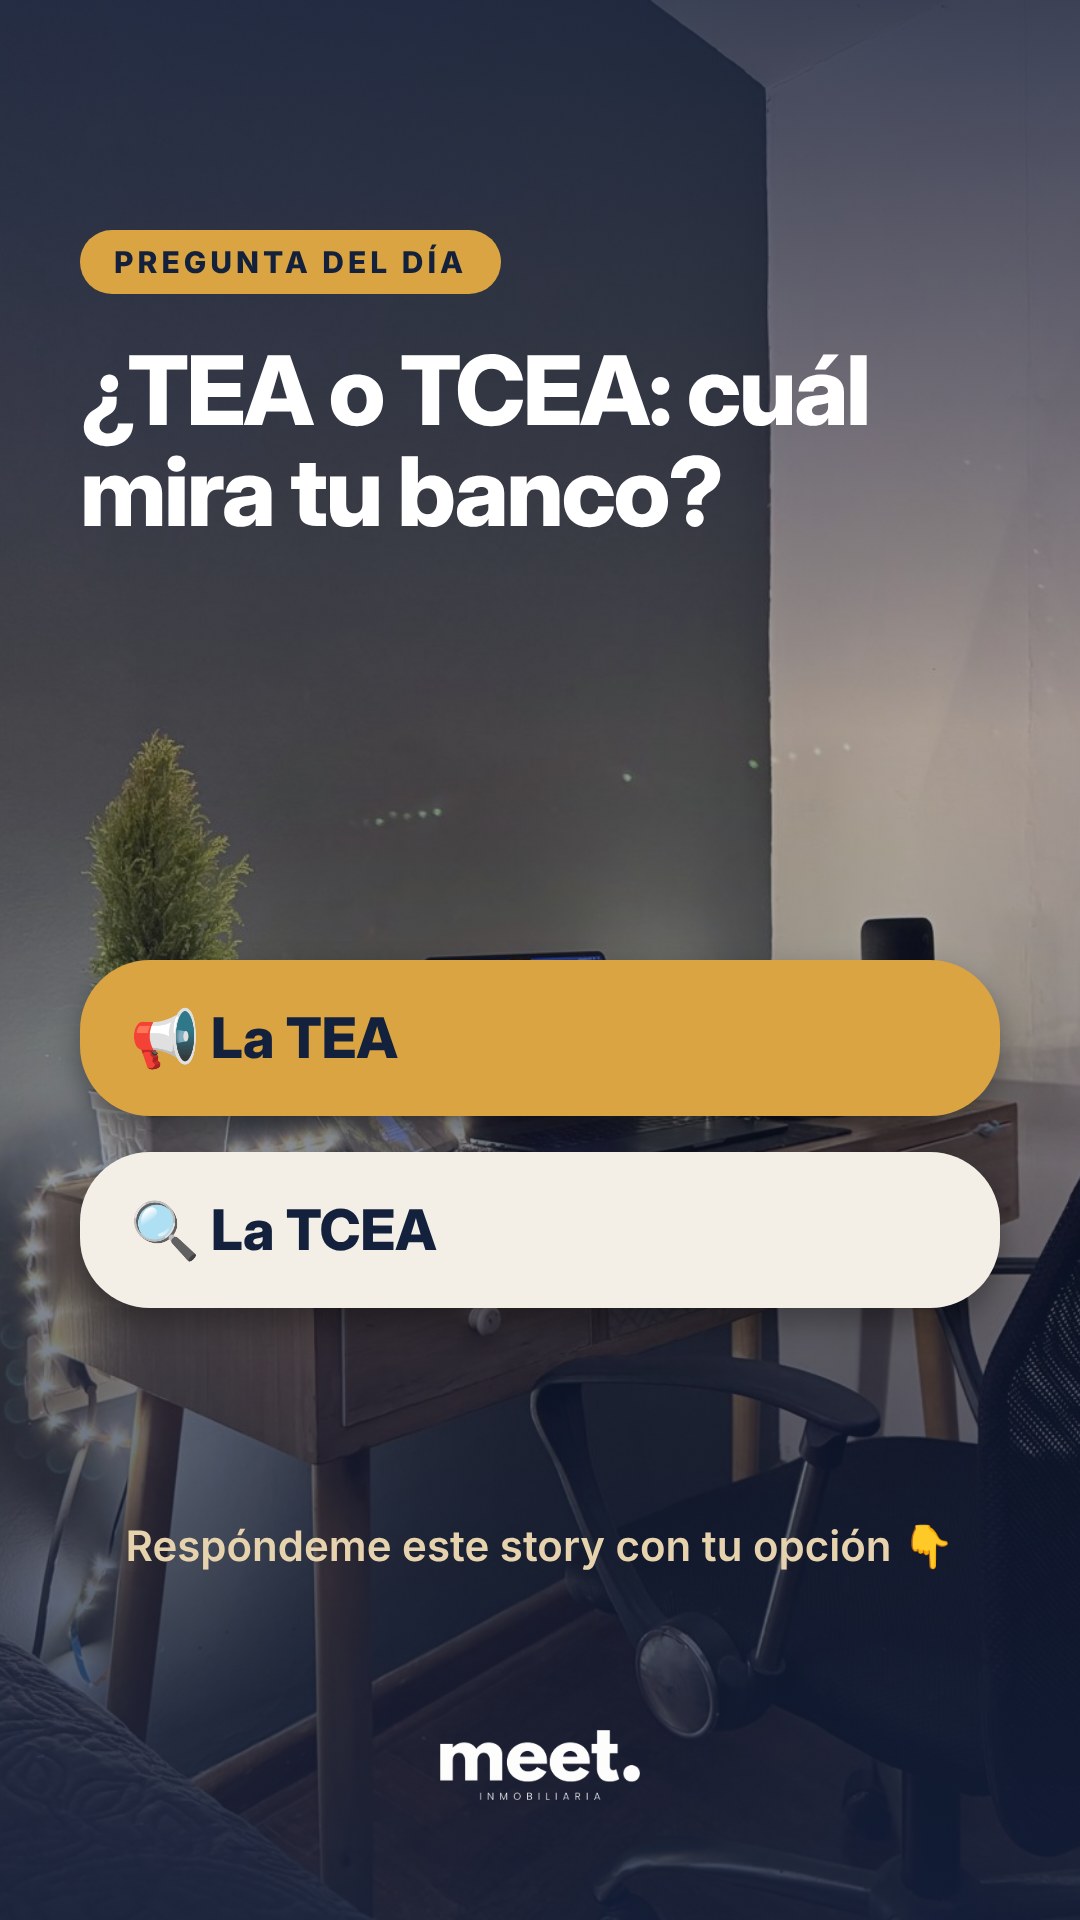 PREGUNTA DEL DÍA
¿TEA o TCEA: cuál
mira tu banco?
📢 La TEA
🔍 La TCEA
Respóndeme este story con tu opción 👇
meet.
INMOBILIARIA